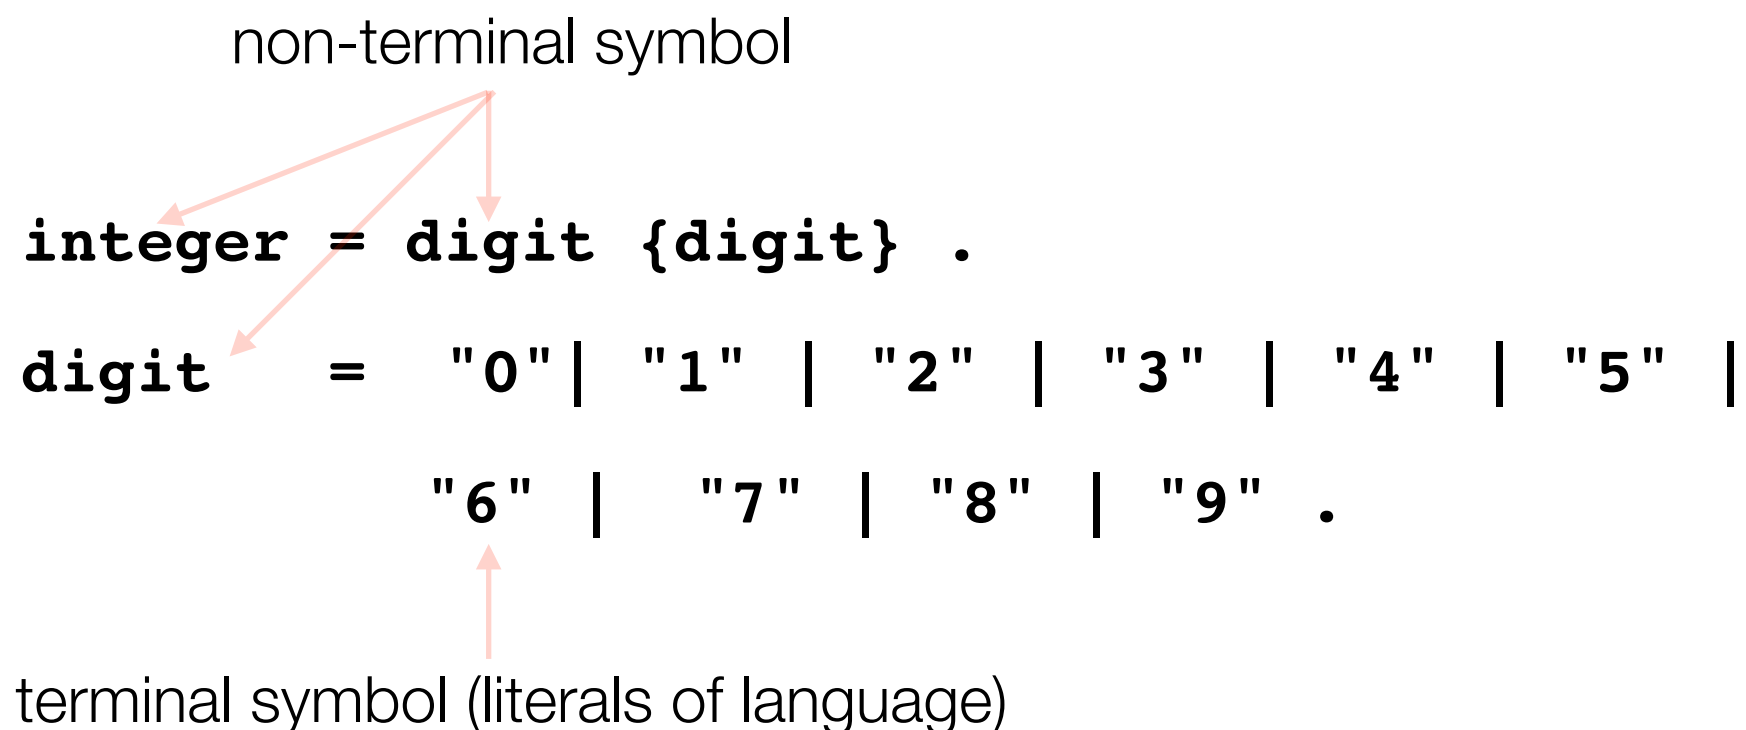 non-terminal symbol
integer = digit {digit} .
digit = "0"| "1" | "2" | "3" | "4" | "5" |
"6" | "7" | "8" | "9" .
terminal symbol (literals of language)